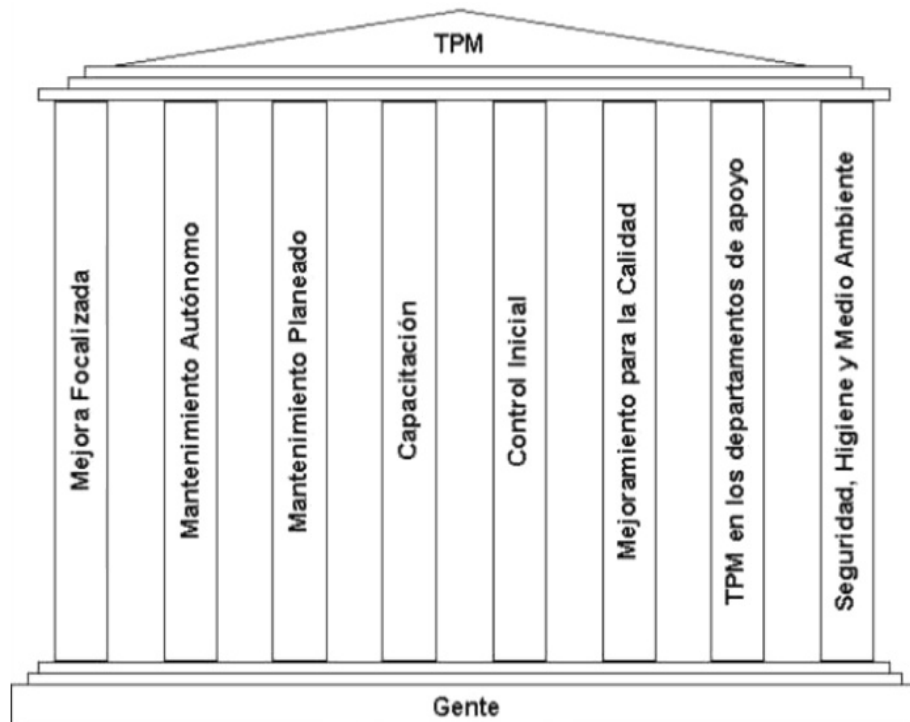 TPM
Mejora Focalizada
Mantenimiento Autónomo
Mantenimiento Planeado
Capacitación
Control Inicial
Mejoramiento para la Calidad
TPM en los departamentos de apoyo
Seguridad, Higiene y Medio Ambiente
Gente